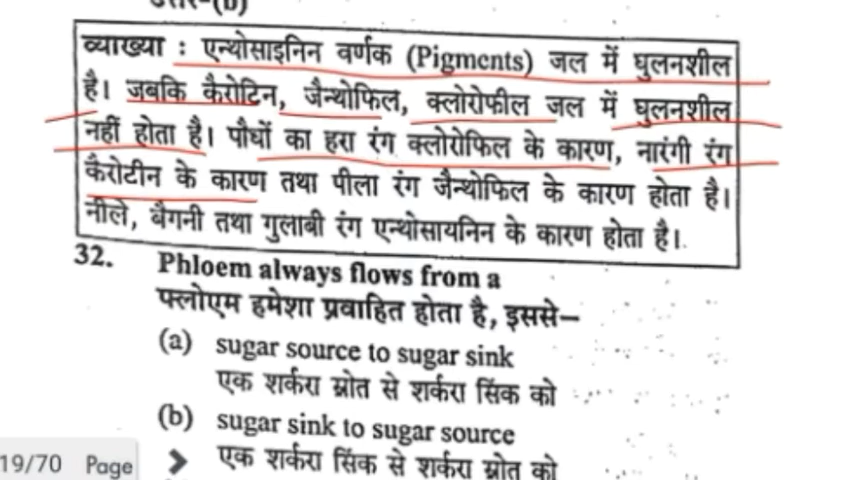 उत्तर-(b)
व्याख्या : एन्थोसाइनिन वर्णक (Pigments) जल में घुलनशील
है। जबकि कैरोटिन, जैन्थोफिल, क्लोरोफील जल में घुलनशील
नहीं होता है। पौधों का हरा रंग क्लोरोफिल के कारण, नारंगी रंग
कैरोटीन के कारण तथा पीला रंग जैन्थोफिल के कारण होता है।
नीले, बैगनी तथा गुलाबी रंग एन्थोसायनिन के कारण होता है।
32. Phloem always flows from a
फ्लोएम हमेशा प्रवाहित होता है, इससे–
(a) sugar source to sugar sink
एक शर्करा स्रोत से शर्करा सिंक को
(b) sugar sink to sugar source
एक शर्करा सिंक से शर्करा स्रोत को
19/70 Page